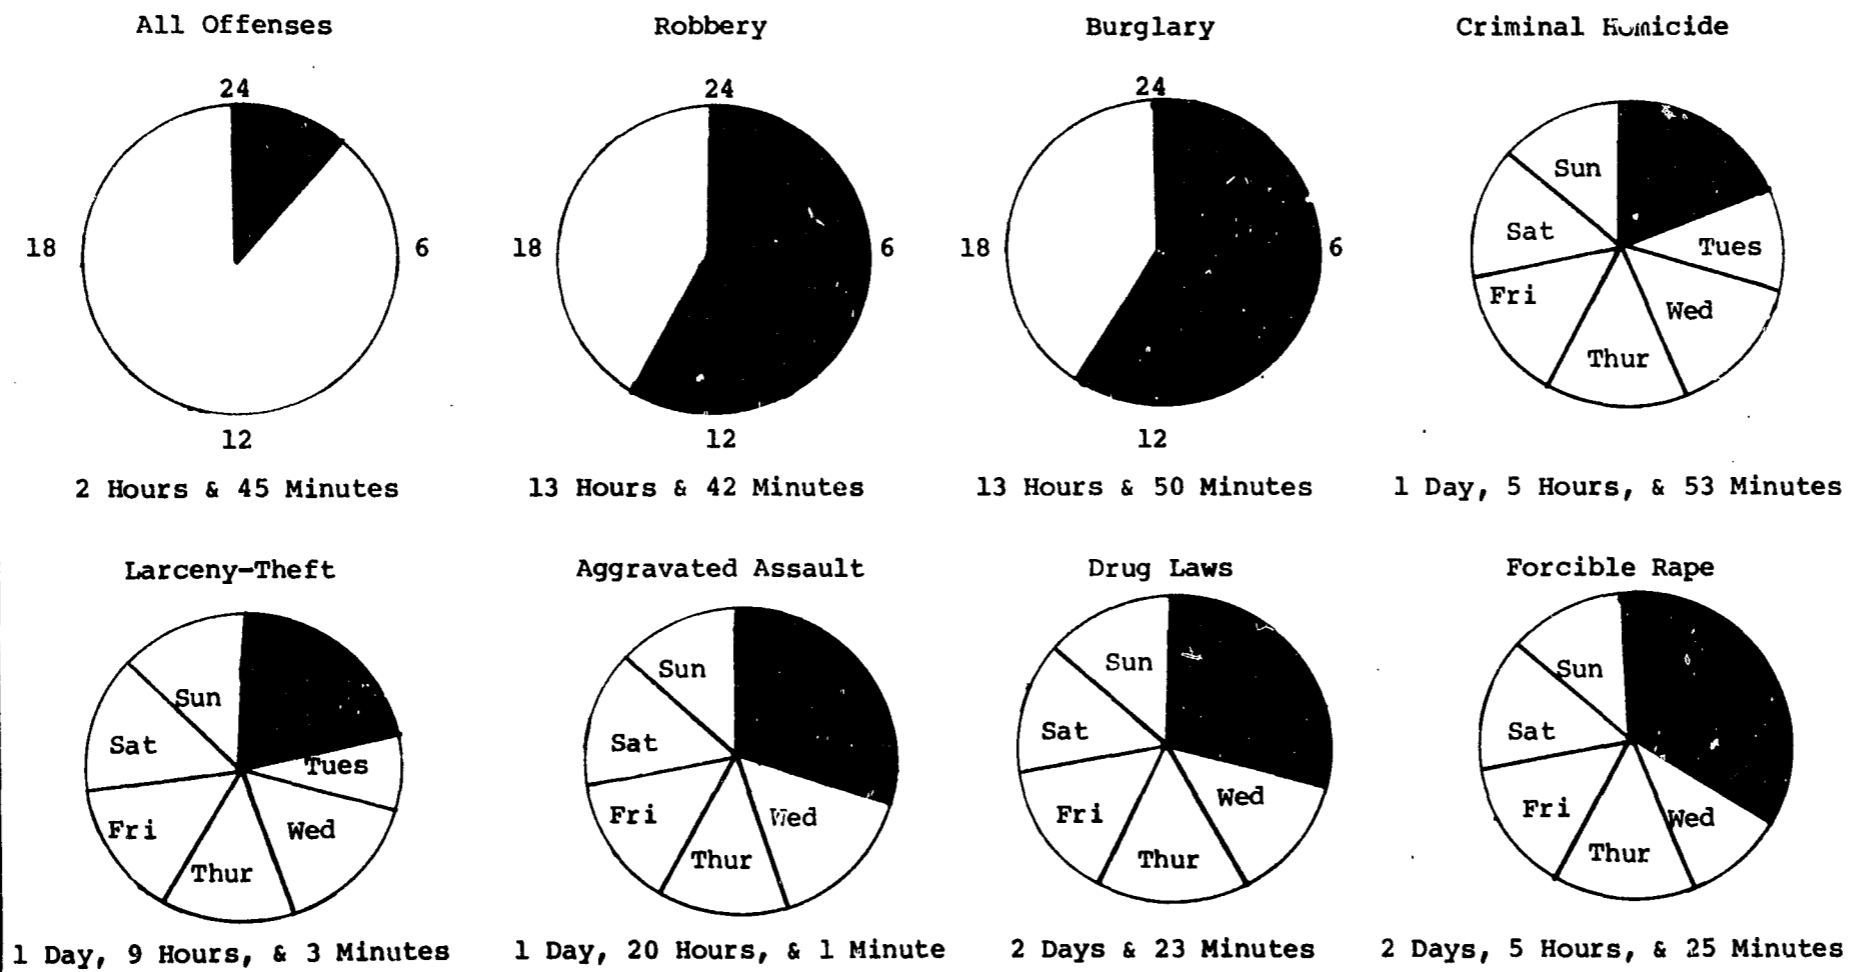 All Offenses
Robbery
Burglary
Criminal Homicide
24
24
24
18
6
18
6
18
6
12
12
12
Sun
Sat
Fri
Thur
Wed
Tues
2 Hours & 45 Minutes
13 Hours & 42 Minutes
13 Hours & 50 Minutes
1 Day, 5 Hours, & 53 Minutes
Larceny-Theft
Aggravated Assault
Drug Laws
Forcible Rape
Sun
Sat
Fri
Thur
Wed
Tues
Sun
Sat
Fri
Thur
Wed
Sun
Sat
Fri
Thur
Wed
Sun
Sat
Fri
Thur
Wed
1 Day, 9 Hours, & 3 Minutes
1 Day, 20 Hours, & 1 Minute
2 Days & 23 Minutes
2 Days, 5 Hours, & 25 Minutes